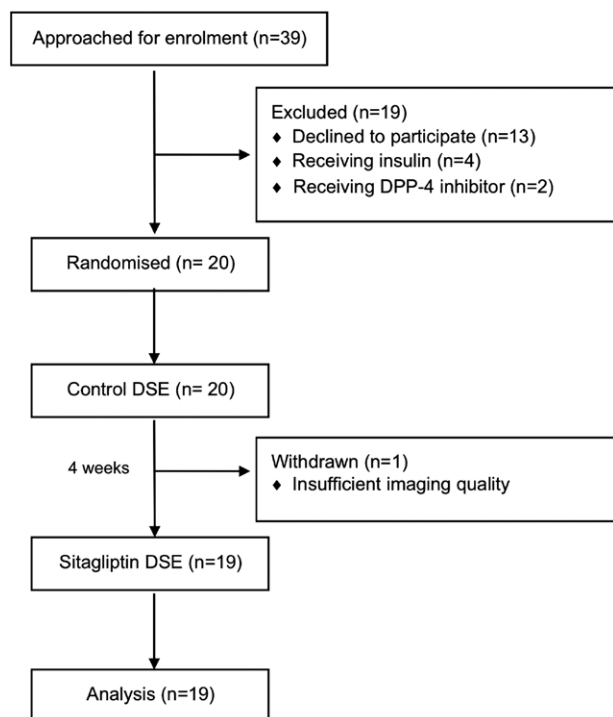 Approached for enrolment (n=39)
Excluded (n=19)
♦ Declined to participate (n=13)
♦ Receiving insulin (n=4)
♦ Receiving DPP-4 inhibitor (n=2)
Randomised (n= 20)
Control DSE (n= 20)
4 weeks
Withdrawn (n=1)
♦ Insufficient imaging quality
Sitagliptin DSE (n=19)
Analysis (n=19)